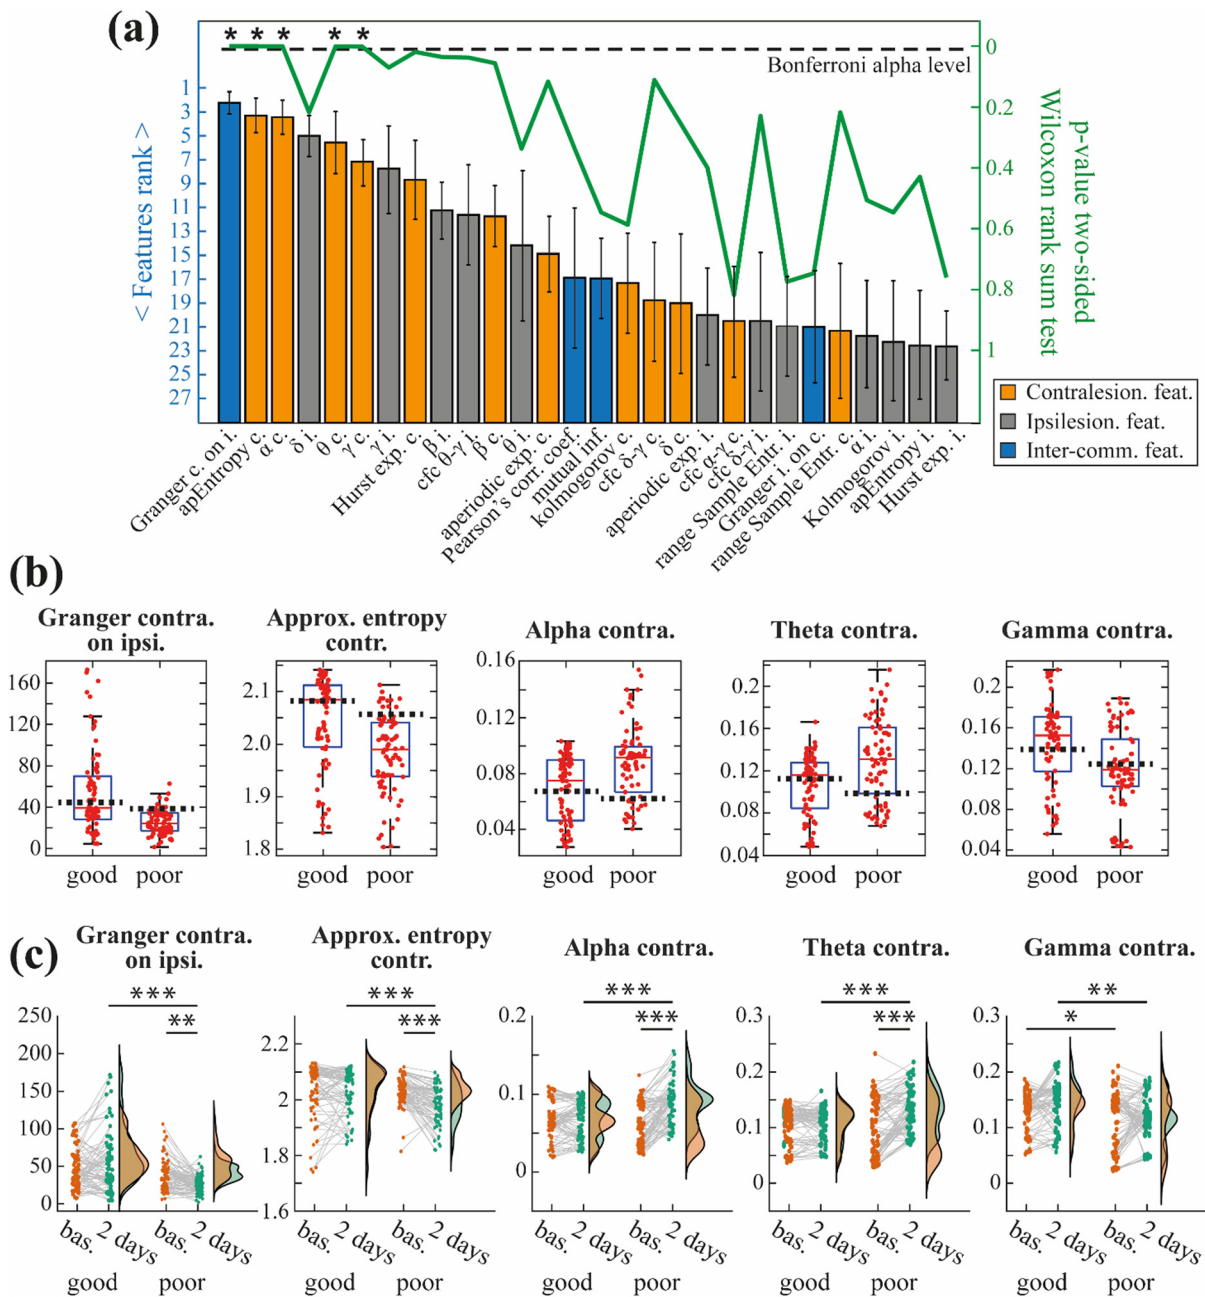 (a)
* * * * *
Bonferroni alpha level
< Features rank >
1
3
5
7
9
11
13
15
17
19
21
23
25
27
0
0.2
0.4
0.6
0.8
1
p-value two-sided
Wilcoxon rank sum test
Contralesion. feat.
Ipsilesion. feat.
Inter-comm. feat.
Granger c. on i.
apEntropy c.
α c.
δ i.
θ c.
γ c.
γ i.
Hurst exp. c.
β i.
cfc θ-γ i.
β c.
θ i.
aperiodic exp. c.
Pearson's corr. coef.
mutual inf.
kolmogorov c.
cfc δ-γ c.
δ c.
aperiodic exp. i.
cfc α-γ c.
cfc δ-γ i.
range Sample Entr. i.
Granger i. on c.
range Sample Entr. c.
α i.
Kolmogorov i.
apEntropy i.
Hurst exp. i.
(b)
Granger contra.
on ipsi.
160
120
80
40
0
good poor
Approx. entropy
contr.
2.1
2.0
1.9
1.8
good poor
Alpha contra.
0.16
0.12
0.08
0.04
good poor
Theta contra.
0.2
0.16
0.12
0.08
0.04
good poor
Gamma contra.
0.2
0.16
0.12
0.08
0.04
good poor
(c)
Granger contra.
on ipsi.
***
**
250
200
150
100
50
0
bas. 2 days bas. 2 days
good poor
Approx. entropy
contr.
***
***
2.2
2
1.8
1.6
bas. 2 days bas. 2 days
good poor
Alpha contra.
***
***
0.2
0.1
0
bas. 2 days bas. 2 days
good poor
Theta contra.
***
***
0.3
0.2
0.1
0
bas. 2 days bas. 2 days
good poor
Gamma contra.
**
*
0.3
0.2
0.1
0
bas. 2 days bas. 2 days
good poor